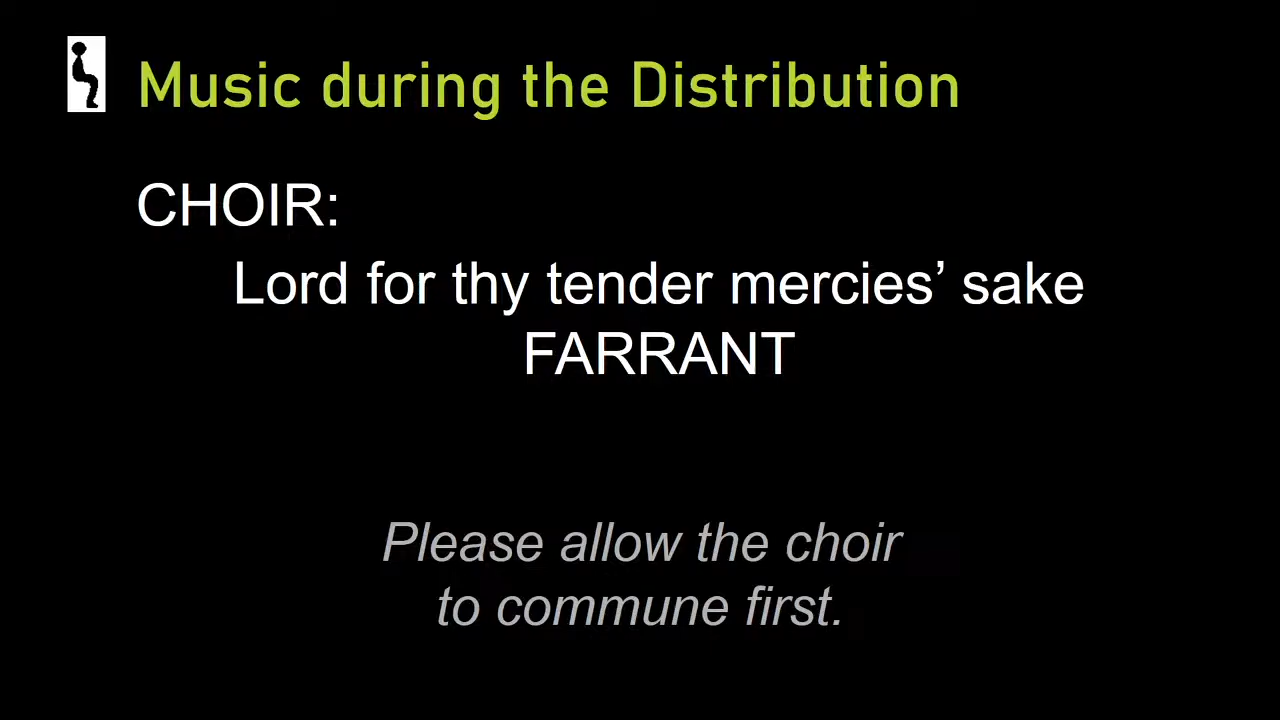 Music during the Distribution
CHOIR:
Lord for thy tender mercies’ sake
FARRANT
Please allow the choir
to commune first.